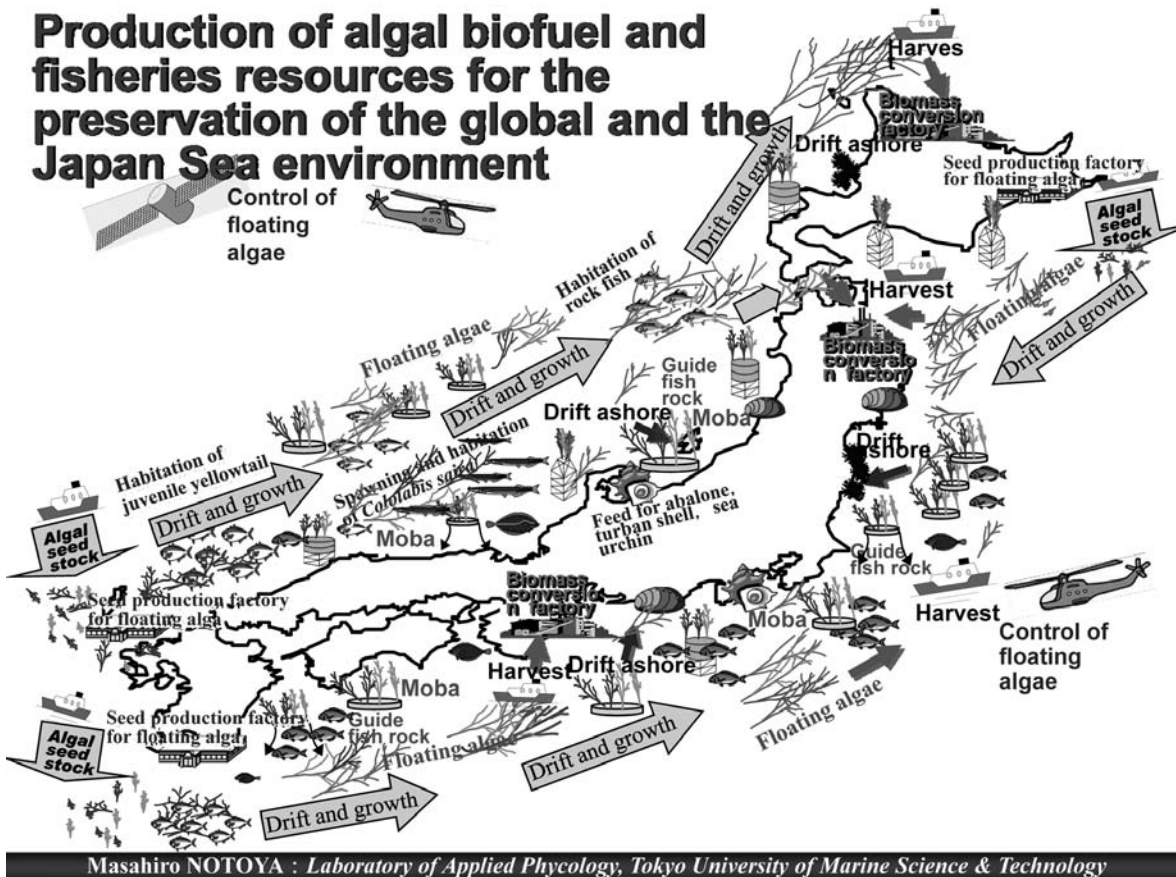 Production of algal biofuel and
fisheries resources for the
preservation of the global and the
Japan Sea environment
Harves
Biomass
conversion
factory
Drift ashore
Seed production factory
for floating alga
Algal
seed
stock
Control of
floating
algae
Drift and growth
Habitation of
rock fish
Harvest
Floating algae
Drift and growth
Biomass
conversio
n factory
Floating algae
Drift and growth
Guide
fish
rock
Moba
Drift ashore
Drift
ashore
Habitation of
juvenile yellowtail
Spawning and habitation
of Cololabis saira
Drift and growth
Feed for abalone,
turban shell, sea
urchin
Moba
Algal
seed
stock
Guide
fish rock
Seed production factory
for floating alga
Biomass
conversio
n factory
Moba
Harvest
Control of
floating
algae
Harvest
Drift ashore
Moba
Floating algae
Seed production factory
for floating alga
Guide
fish rock
Floating algae
Drift and growth
Algal
seed
stock
Drift and growth
Masahiro NOTOYA : Laboratory of Applied Phycology, Tokyo University of Marine Science & Technology